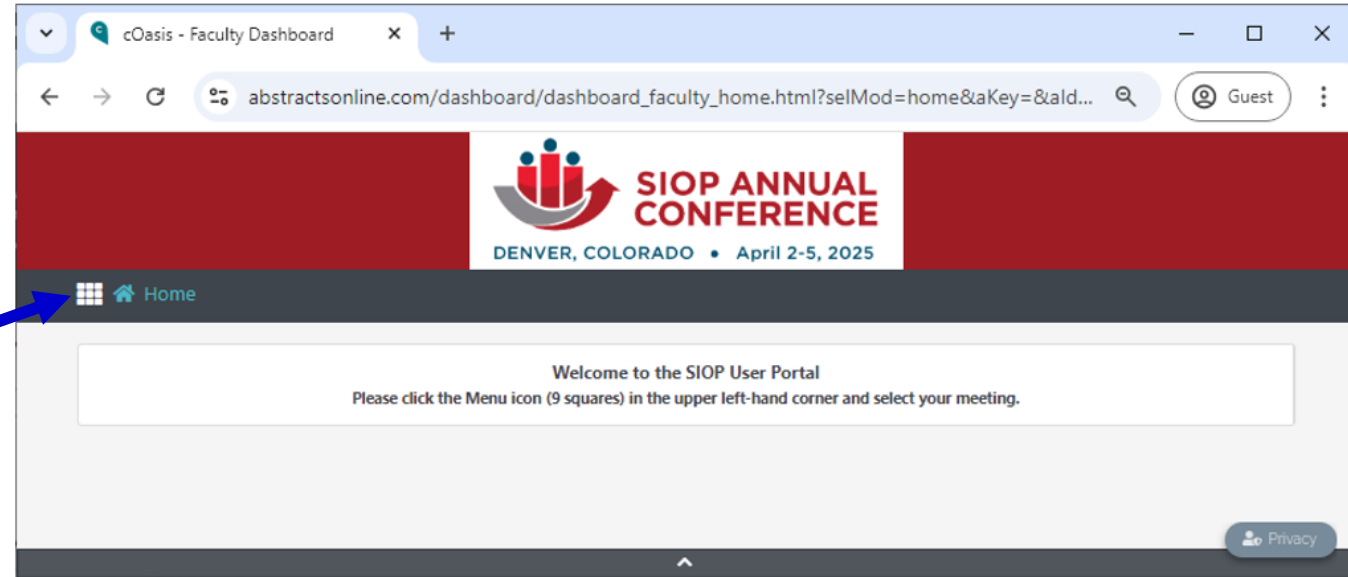 cOasis - Faculty Dashboard
abstractsonline.com/dashboard/dashboard_faculty_home.html?selMod=home&aKey=&ald...
Guest
SIOP ANNUAL
CONFERENCE
DENVER, COLORADO • April 2-5, 2025
Home
Welcome to the SIOP User Portal
Please click the Menu icon (9 squares) in the upper left-hand corner and select your meeting.
Privacy